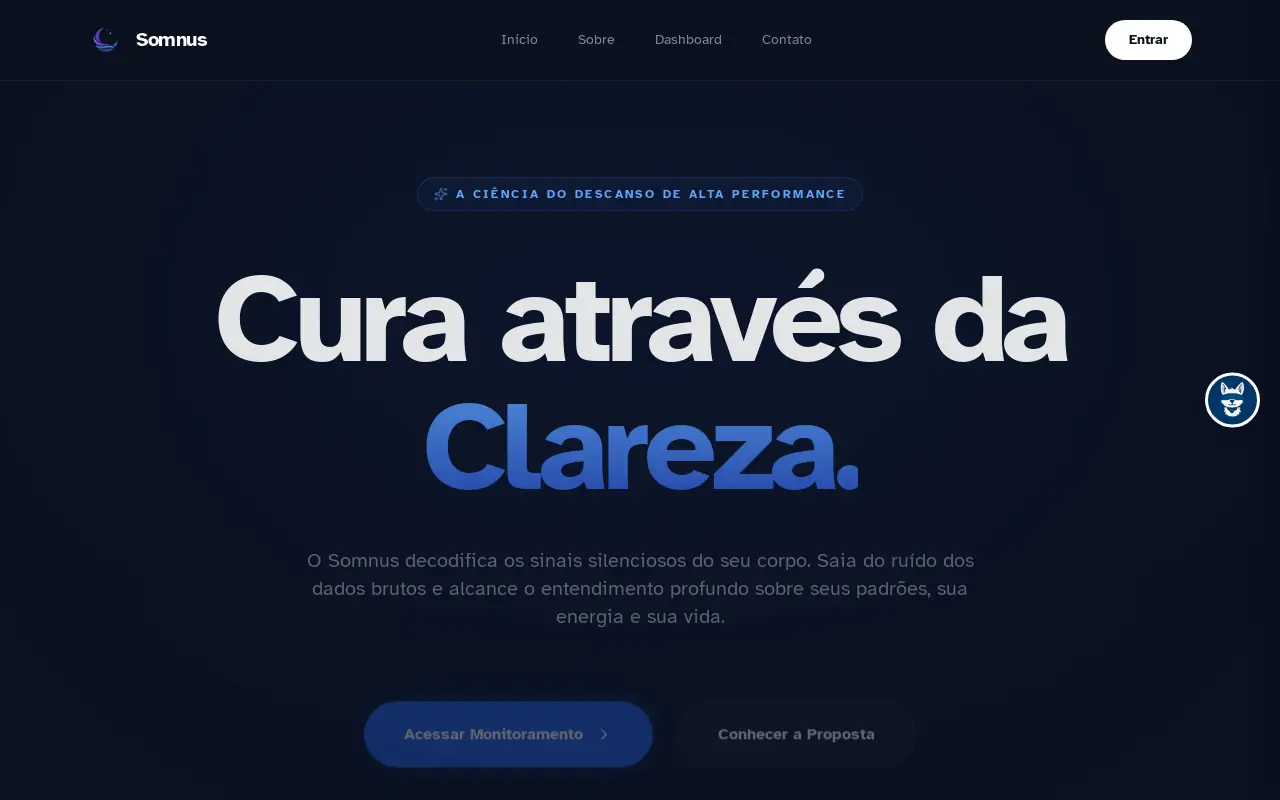 Somnus
Início
Sobre
Dashboard
Contato
Entrar
A CIÊNCIA DO DESCANSO DE ALTA PERFORMANCE
Cura através da
Clareza.
O Somnus decodifica os sinais silenciosos do seu corpo. Saia do ruído dos
dados brutos e alcance o entendimento profundo sobre seus padrões, sua
energia e sua vida.
Acessar Monitoramento
Conhecer a Proposta